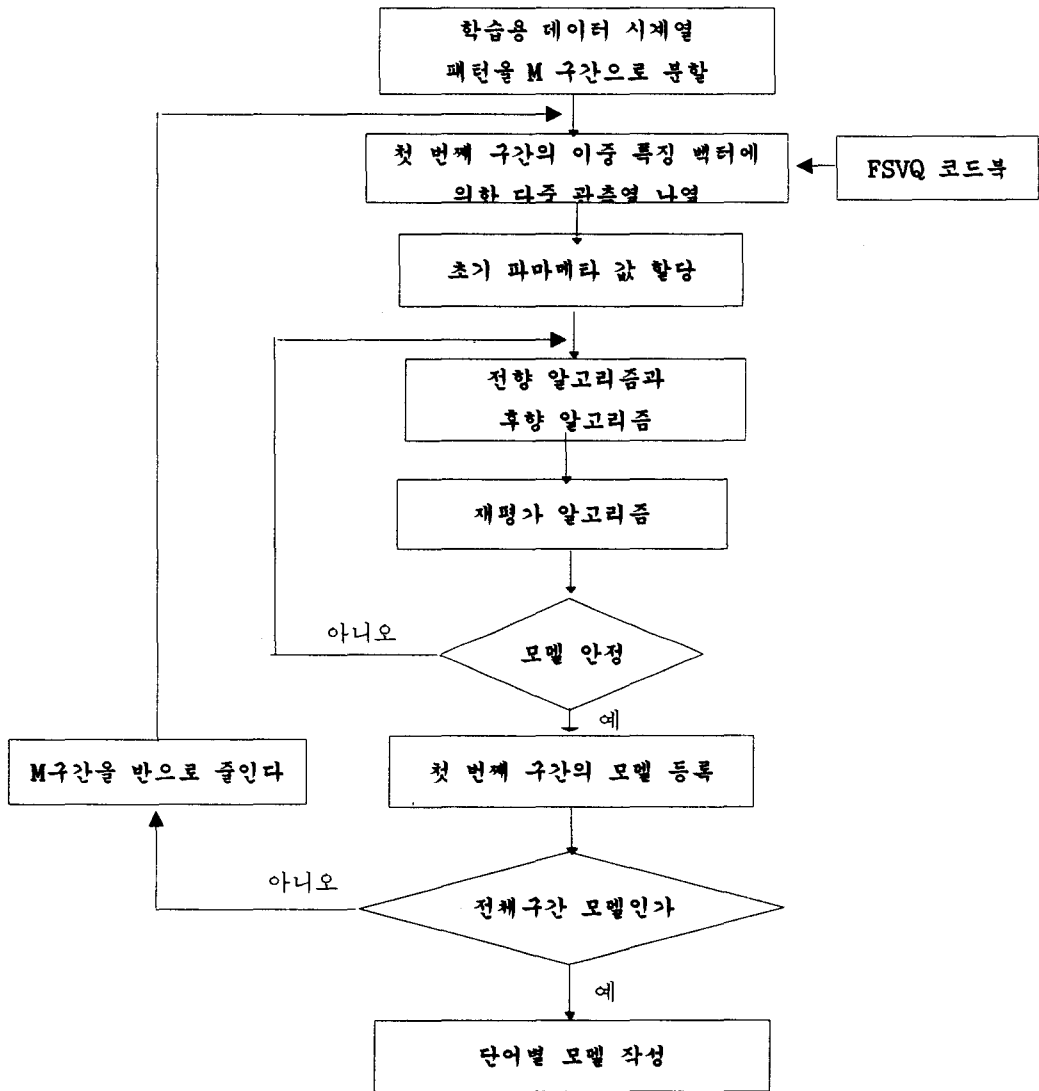 학습용 데이터 시계열
패턴을 M 구간으로 분할
첫 번째 구간의 이중 특징 백터에
의한 다중 관측열 나열
FSVQ 코드북
초기 파마메타 값 할당
전향 알고리즘과
후향 알고리즘
재평가 알고리즘
아니오
모델 안정
예
M구간을 반으로 줄인다
첫 번째 구간의 모델 등록
아니오
전체구간 모델인가
예
단어별 모델 작성